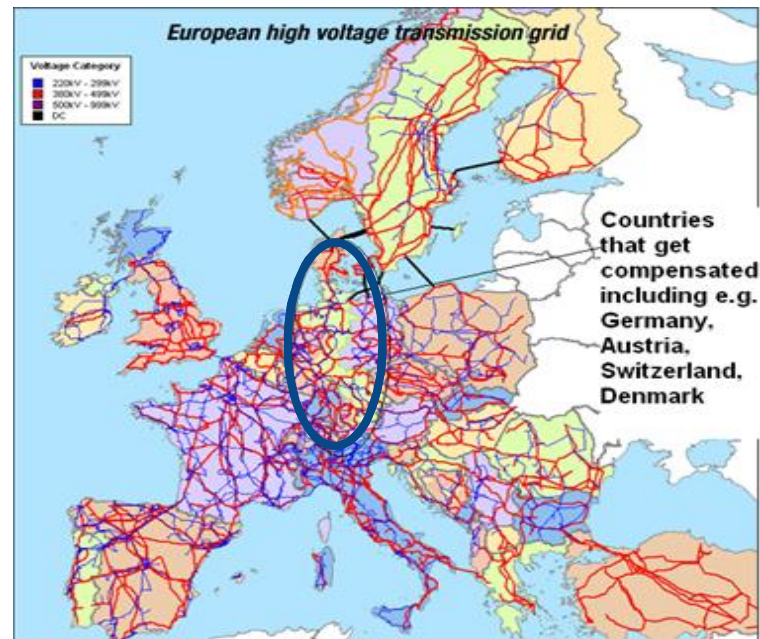 European high voltage transmission grid
Voltage Category
220kV - 299kV
380kV - 499kV
500kV - 999kV
DC
Countries
that get
compensated
including e.g.
Germany,
Austria,
Switzerland,
Denmark